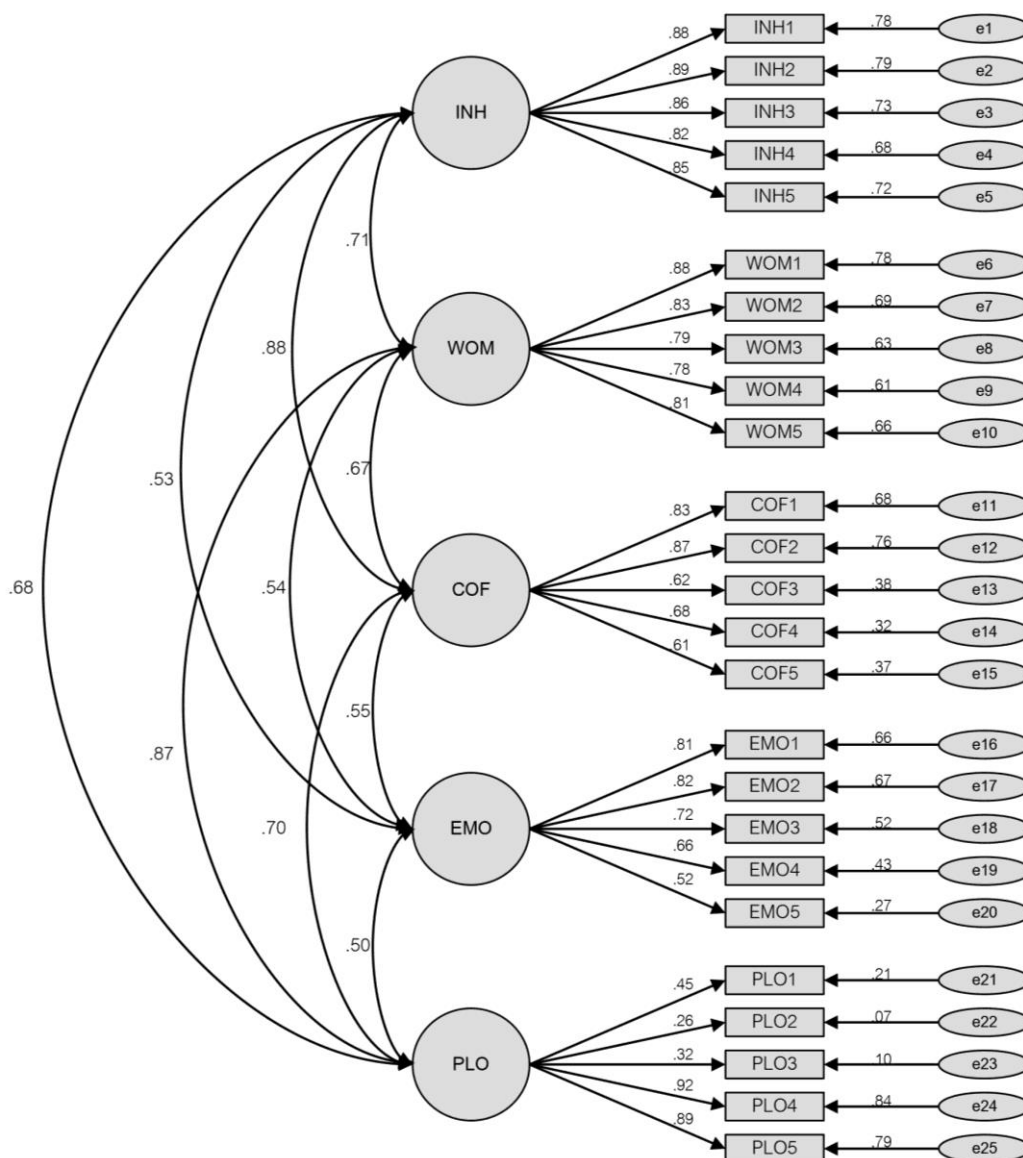 .88 INH1 .78 e1
.89 INH2 .79 e2
INH .86 INH3 .73 e3
.82 INH4 .68 e4
.85 INH5 .72 e5
.71
.88 WOM1 .78 e6
.83 WOM2 .69 e7
.88 WOM .79 WOM3 .63 e8
.78 WOM4 .61 e9
.81 WOM5 .66 e10
.53 .67
.83 COF1 .68 e11
.87 COF2 .76 e12
.68 .54 COF .62 COF3 .38 e13
.68 COF4 .32 e14
.61 COF5 .37 e15
.55
.87 .81 EMO1 .66 e16
.82 EMO2 .67 e17
.70 EMO .72 EMO3 .52 e18
.66 EMO4 .43 e19
.52 EMO5 .27 e20
.50
.45 PLO1 .21 e21
.26 PLO2 .07 e22
PLO .32 PLO3 .10 e23
.92 PLO4 .84 e24
.89 PLO5 .79 e25